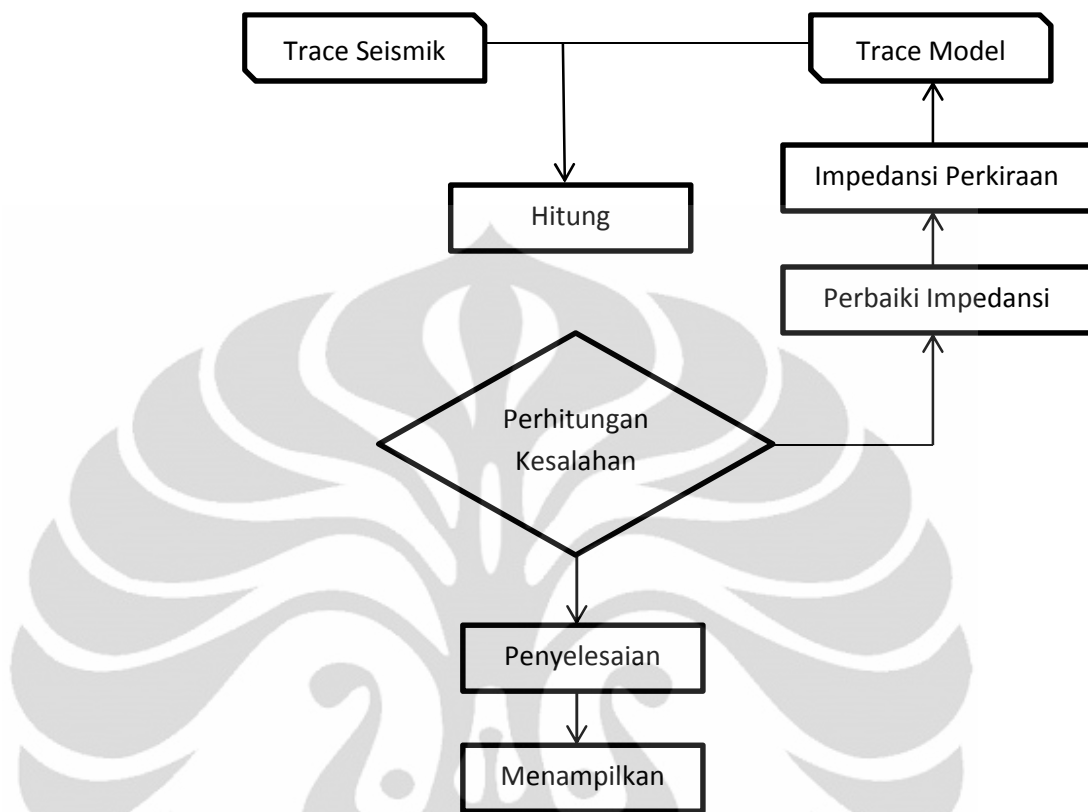 Trace Seismik
Trace Model
Impedansi Perkiraan
Hitung
Perbaiki Impedansi
Perhitungan
Kesalahan
Penyelesaian
Menampilkan